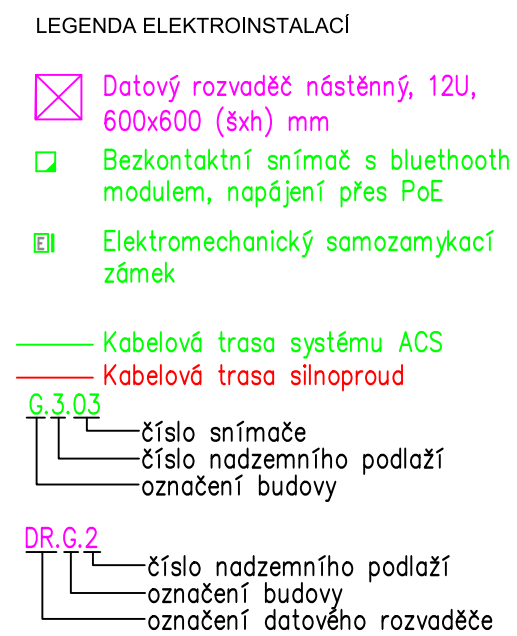 LEGENDA ELEKTROINSTALACÍ
Datový rozvaděč nástěnný, 12U,
600x600 (šxh) mm
Bezkontaktní snímač s bluethooth
modulem, napájení přes PoE
E
Elektromechanický samozamykací
zámek
Kabelová trasa systému ACS
Kabelová trasa silnoproud
G.3.03
číslo snímače
číslo nadzemního podlaží
označení budovy
DR.G.2
číslo nadzemního podlaží
označení budovy
označení datového rozvaděče